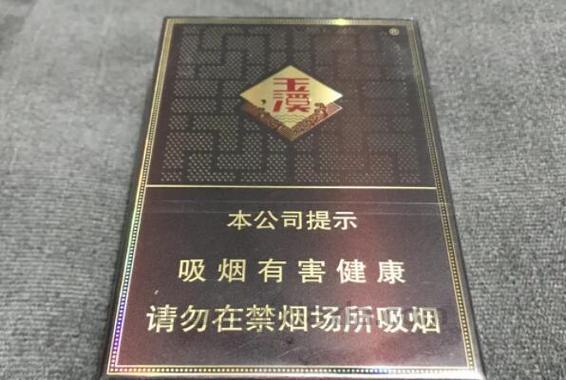 ®
玉溪
本公司提示
吸烟有害健康
请勿在禁烟场所吸烟